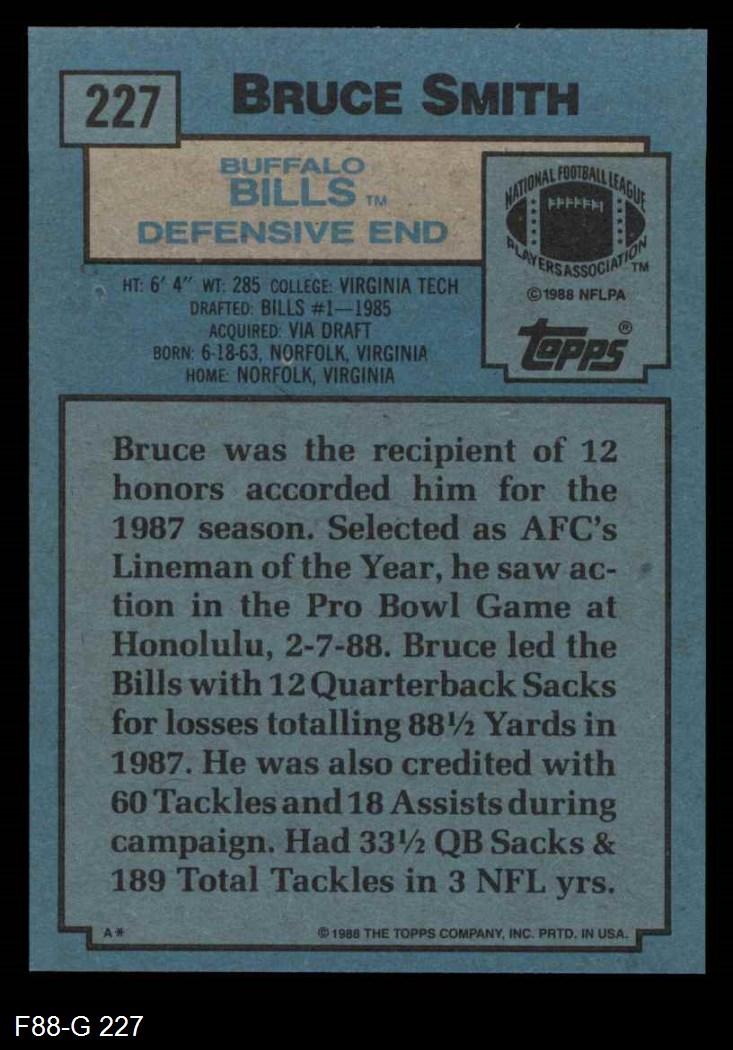 227
BRUCE SMITH
BUFFALO
BILLS TM
DEFENSIVE END
NATIONAL FOOTBALL LEAGUE
PLAYERS ASSOCIATION TM
©1988 NFLPA
topps®
HT: 6' 4" WT: 285 COLLEGE: VIRGINIA TECH
DRAFTED: BILLS #1—1985
ACQUIRED: VIA DRAFT
BORN: 6-18-63, NORFOLK, VIRGINIA
HOME: NORFOLK, VIRGINIA
Bruce was the recipient of 12
honors accorded him for the
1987 season. Selected as AFC's
Lineman of the Year, he saw ac-
tion in the Pro Bowl Game at
Honolulu, 2-7-88. Bruce led the
Bills with 12 Quarterback Sacks
for losses totalling 88½ Yards in
1987. He was also credited with
60 Tackles and 18 Assists during
campaign. Had 33½ QB Sacks &
189 Total Tackles in 3 NFL yrs.
A*
© 1988 THE TOPPS COMPANY, INC. PRTD. IN USA.
F88-G 227